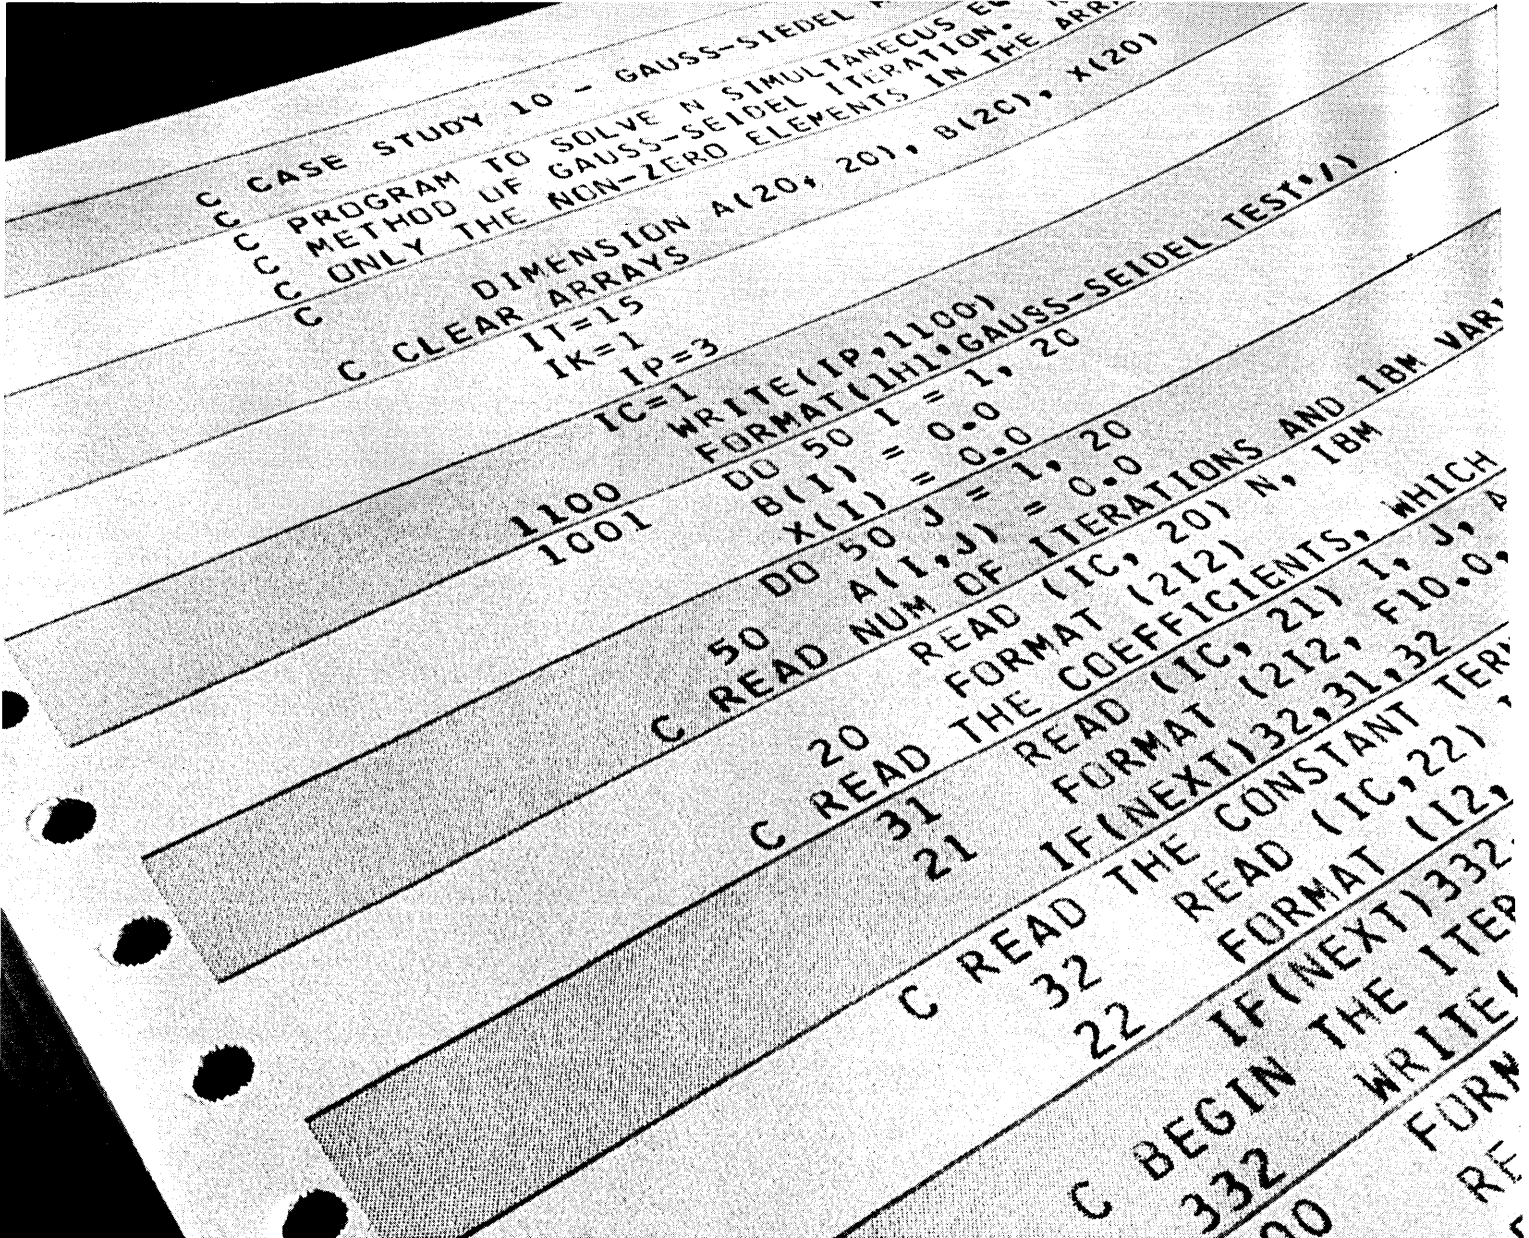 C CASE STUDY 10 - GAUSS-SIEDEL
C
C PROGRAM TO SOLVE N SIMULTANECUS
C METHOD OF GAUSS-SEIDEL ITERATION.
C ONLY THE NON-ZERO ELEMENTS IN THE
C
DIMENSION A(20, 20), B(20), X(20)
C CLEAR ARRAYS
IT=15
IK=1
IP=3
IC=1
1100 WRITE(IP,1100)
1001 FORMAT(1H1'GAUSS-SEIDEL TEST'/)
DO 50 I = 1, 20
B(I) = 0.0
X(I) = 0.0
DO 50 J = 1, 20
50 A(I,J) = 0.0
C READ NUM OF ITERATIONS AND IBM
READ (IC, 20) N, IBM
20 FORMAT (2I2)
C READ THE COEFFICIENTS, WHICH
31 READ (IC, 21) I, J, A
21 FORMAT (2I2, F10.0,
IF(NEXT)32,31,32
C READ THE CONSTANT
32 READ (IC,22)
22 FORMAT (I2,
IF(NEXT)332
C BEGIN THE
332 WRITE(